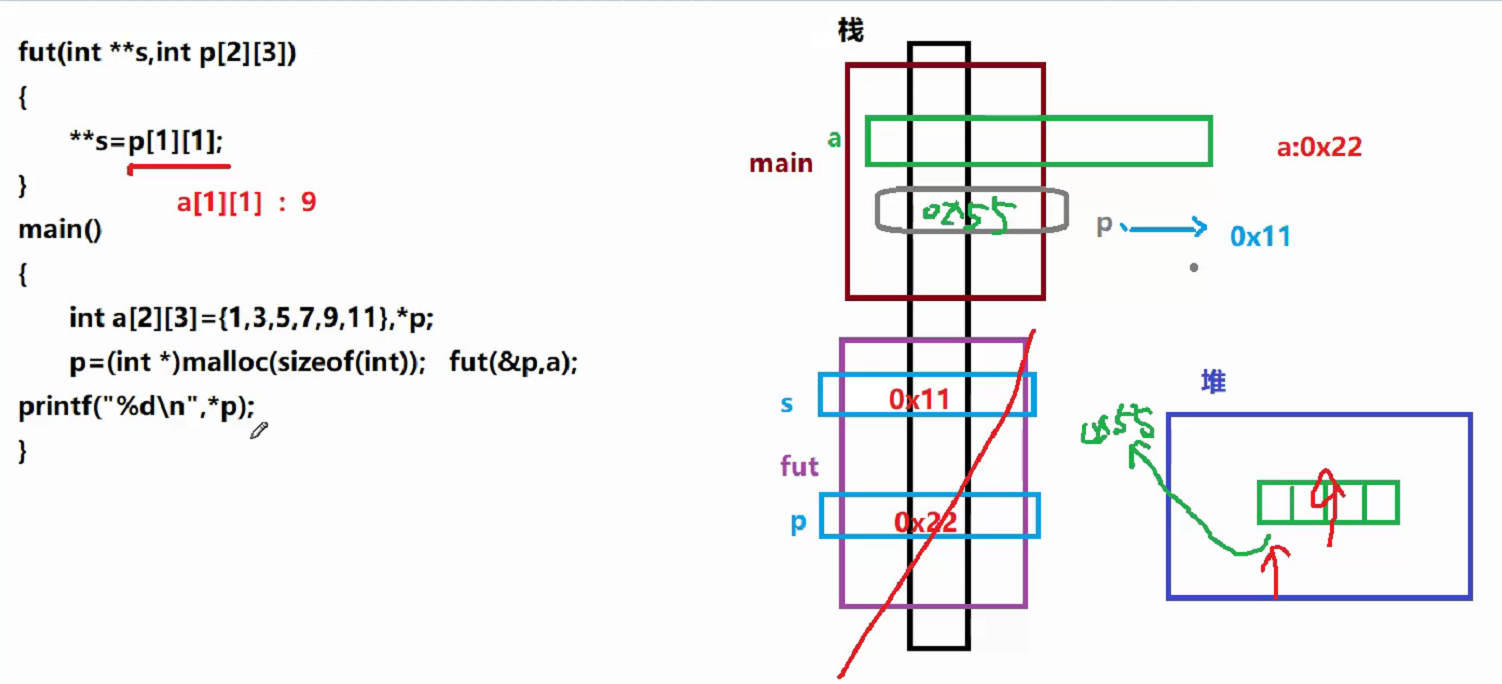 fut(int **s,int p[2][3])
{
**s=p[1][1];
}
a[1][1] : 9
main()
{
int a[2][3]={1,3,5,7,9,11},*p;
p=(int *)malloc(sizeof(int)); fut(&p,a);
printf("%d\n",*p);
}
栈
a
main
a:0x22
0x55
p
0x11
s
0x11
fut
p
0x22
堆
0x55
9